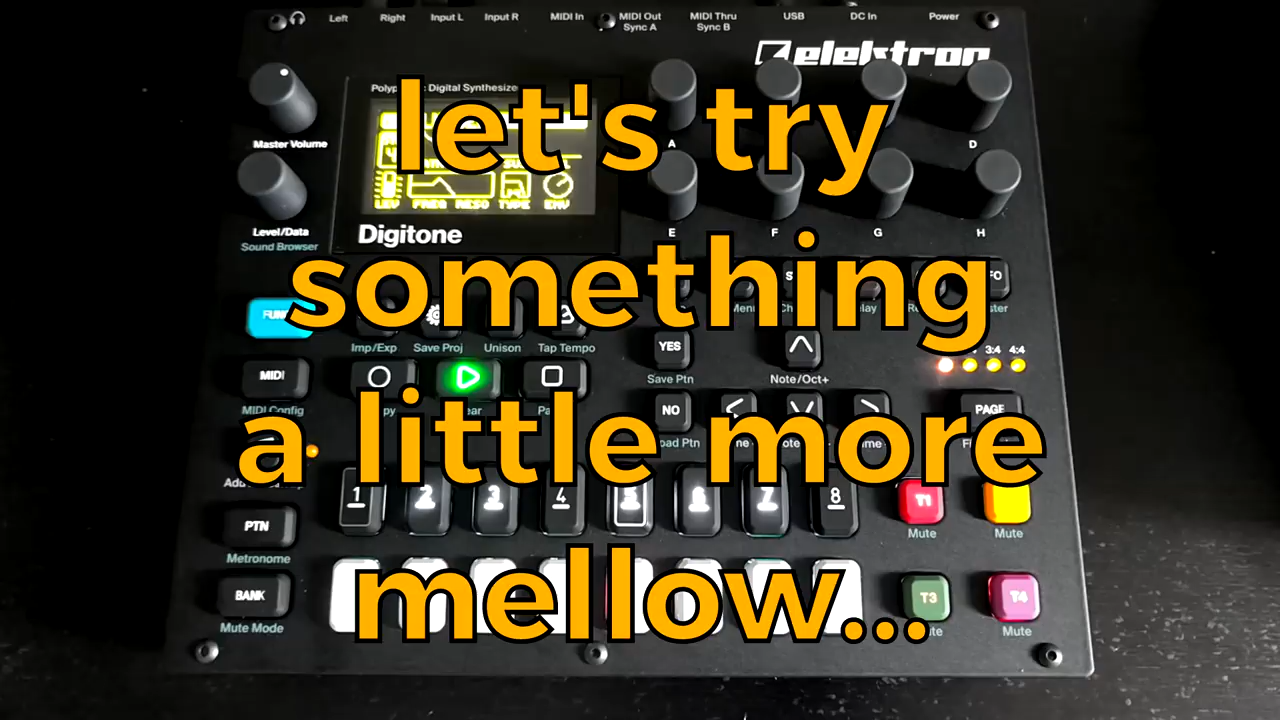 Left Right Input L Input R MIDI In MIDI Out Sync A MIDI Thru Sync B USB DC In Power
elektron
Digital Synthesizer
let's try
Master Volume
A D
LEV FREQ RESO TYPE ENV
Level/Data
Sound Browser
Digitone
E F G H
something
Imp/Exp Save Proj Unison Tap Tempo
YES
Save Ptn Note/Oct+
3:4 4:4
MIDI
MIDI Config
NO
PAGE
a little more
1 2 3 4 5 6 7 8
T1
PTN
Metronome
Mute Mute
mellow...
BANK
Mute Mode
T3 T4
Mute